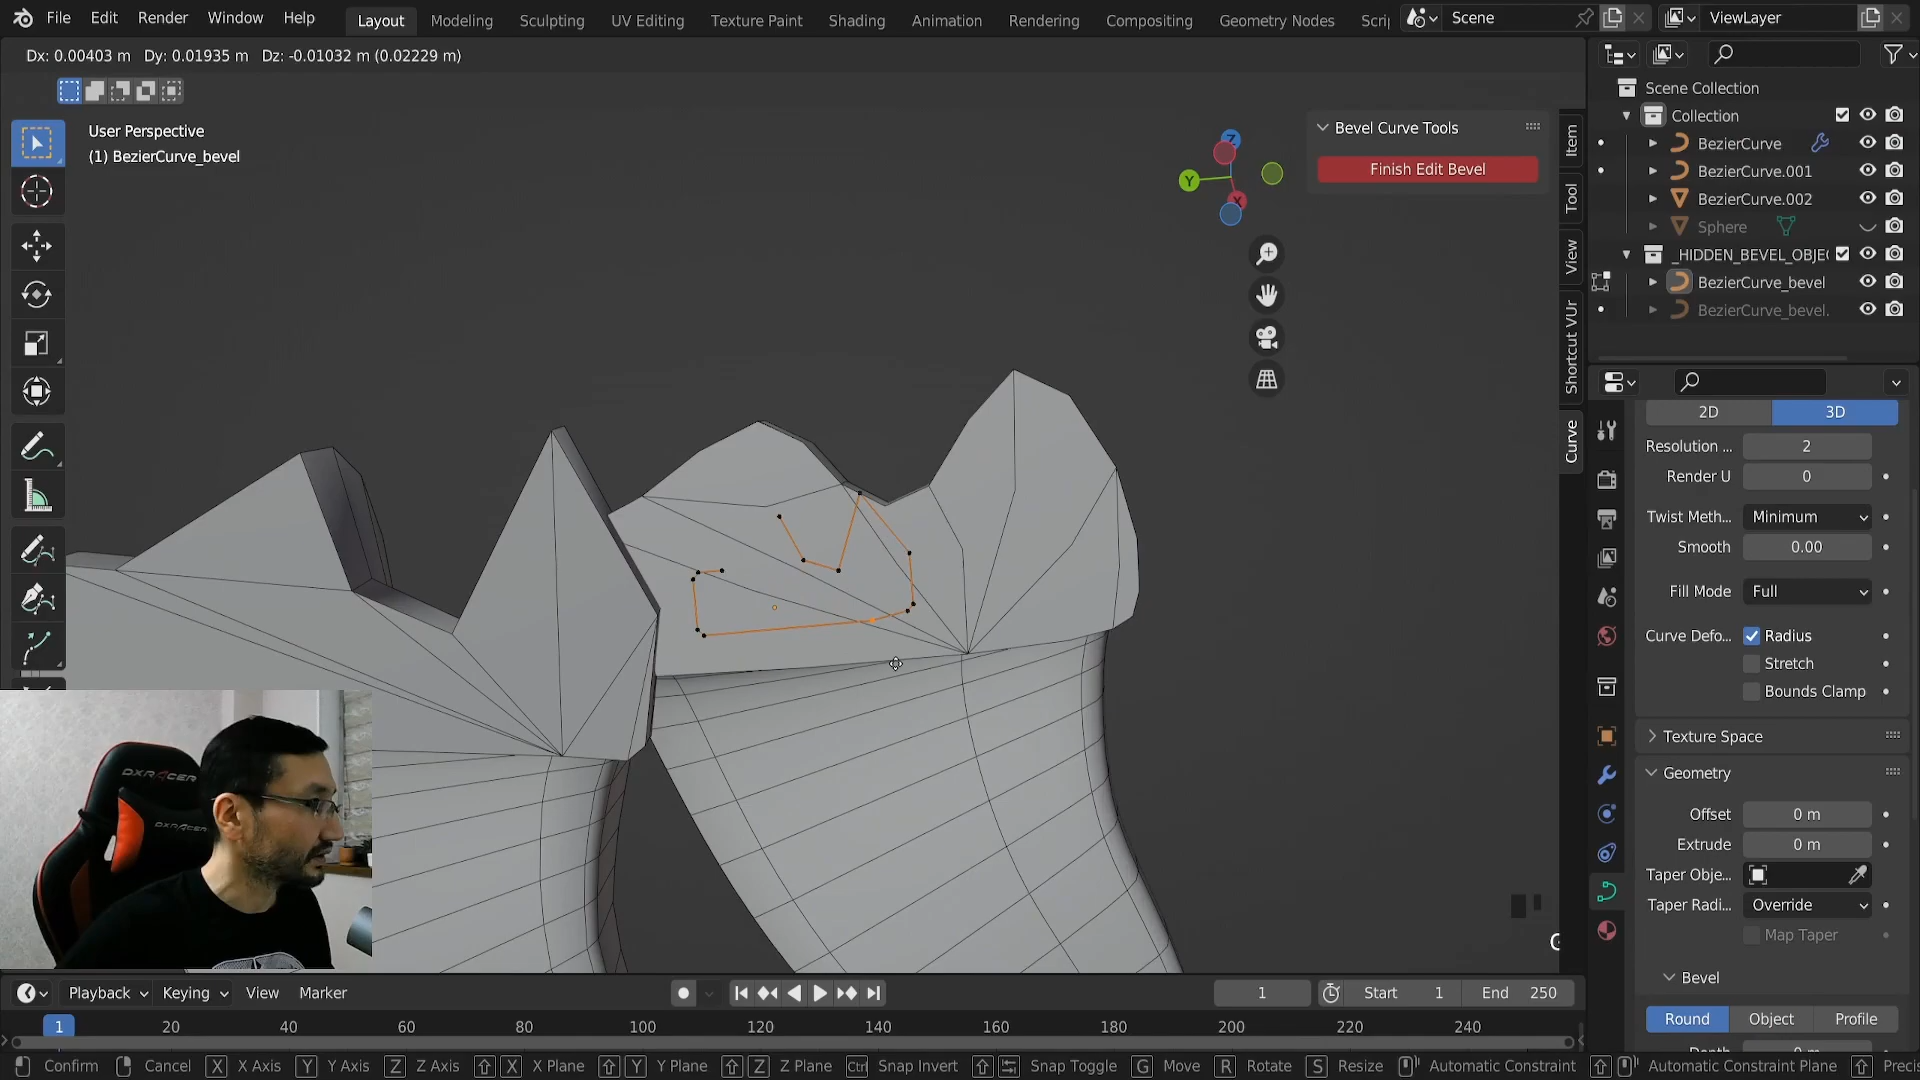 File Edit Render Window Help Layout Modeling Sculpting UV Editing Texture Paint Shading Animation Rendering Compositing Geometry Nodes Scri Scene ViewLayer
Dx: 0.00403 m Dy: 0.01935 m Dz: -0.01032 m (0.02229 m)
User Perspective
(1) BezierCurve_bevel
Z
Y
X
Bevel Curve Tools
Finish Edit Bevel
Item
Tool
View
Shortcut VUr
Curve
Scene Collection
Collection
BezierCurve
BezierCurve.001
BezierCurve.002
Sphere
_HIDDEN_BEVEL_OBJE
BezierCurve_bevel
BezierCurve_bevel.
2D 3D
Resolution ... 2
Render U 0
Twist Meth... Minimum
Smooth 0.00
Fill Mode Full
Curve Defo... Radius
Stretch
Bounds Clamp
Texture Space
Geometry
Offset 0 m
Extrude 0 m
Taper Obje...
Taper Radi... Override
Map Taper
Bevel
Round Object Profile
DXRACER
DXRACER
Playback Keying View Marker 1 Start 1 End 250
1 20 40 60 80 100 120 140 160 180 200 220 240
Confirm Cancel X X Axis Y Y Axis Z Z Axis X X Plane Y Y Plane Z Z Plane Ctrl Snap Invert Snap Toggle G Move R Rotate S Resize Automatic Constraint Automatic Constraint Plane Preci